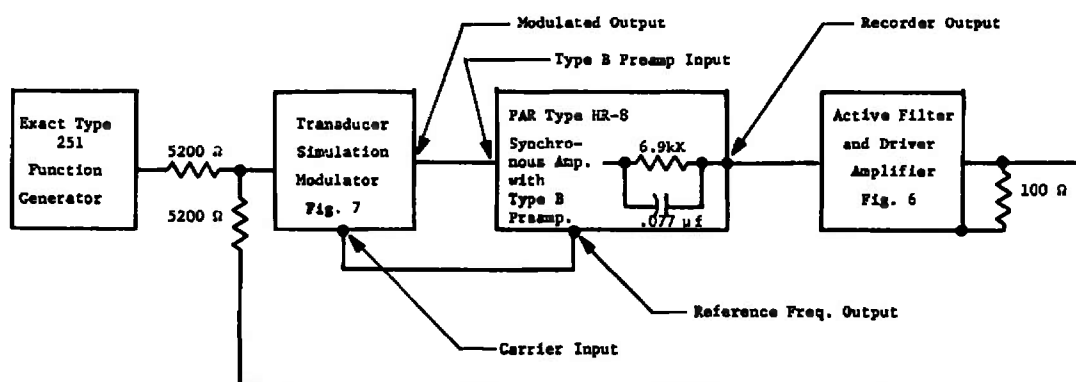 Modulated Output
Recorder Output
Type B Preamp Input
Exact Type
251
Function
Generator
5200 Ω
5200 Ω
Transducer
Simulation
Modulator
Fig. 7
PAR Type HR-8
Synchro-
nous Amp.
with
Type B
Preamp.
6.9kX
.077 µf
Active Filter
and Driver
Amplifier
Fig. 6
100 Ω
Reference Freq. Output
Carrier Input